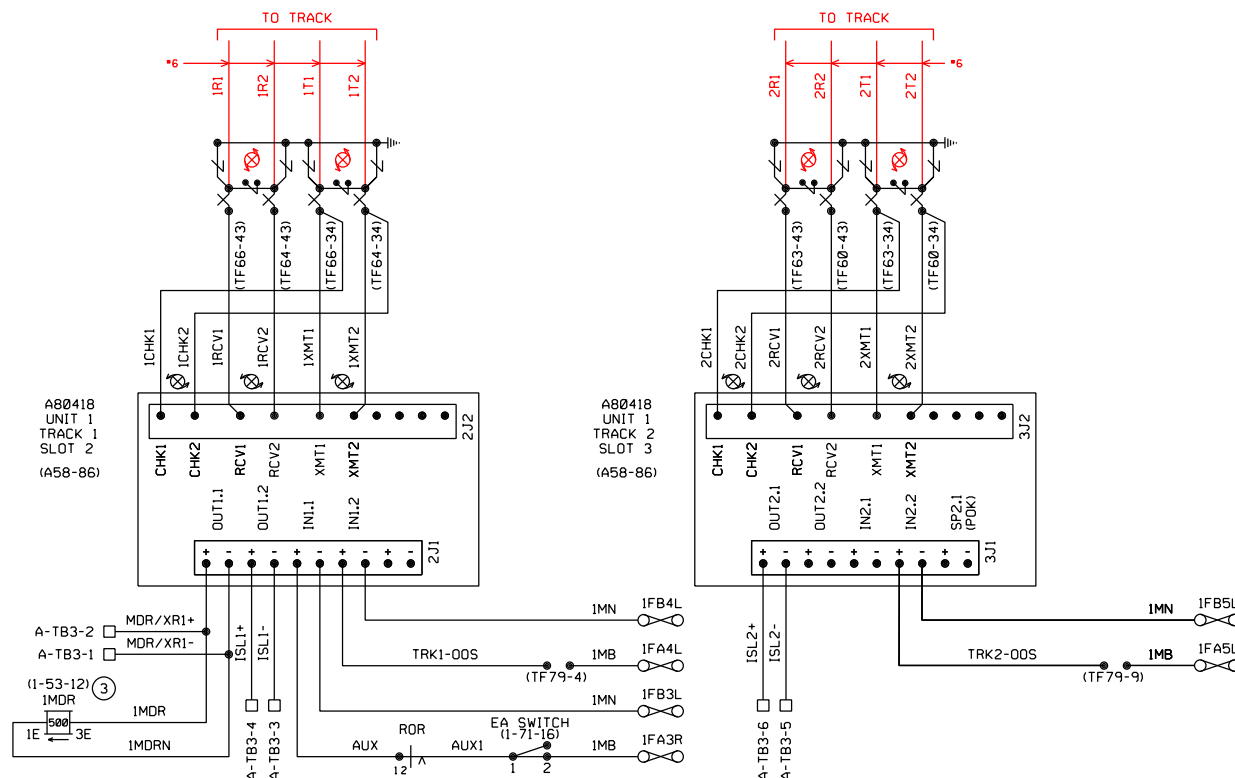 TO TRACK
"6
1R1
1R2
1T1
1T2
(TF66-43)
(TF64-43)
(TF66-34)
(TF64-34)
1CHK1
1CHK2
1RCV1
1RCV2
1XMT1
1XMT2
A80418
UNIT 1
TRACK 1
SLOT 2
(A58-86)
2J2
CHK1
CHK2
RCV1
RCV2
XMT1
XMT2
OUT1.1
OUT1.2
IN1.1
IN1.2
2J1
+ - + - + - + - + -
A-TB3-2
MDR/XR1+
A-TB3-1
MDR/XR1-
(1-53-12)
3
1MDR
500
1E
3E
1MDR
1MDRN
ISL1+
ISL1-
A-TB3-4
A-TB3-3
1MN
1FB4L
TRK1-OOS
(TF79-4)
1MB
1FA4L
1MN
1FB3L
AUX
ROR
12
AUX1
EA SWITCH
(1-71-16)
1
2
1MB
1FA3R
TO TRACK
"6
2R1
2R2
2T1
2T2
(TF63-43)
(TF60-43)
(TF63-34)
(TF60-34)
2CHK1
2CHK2
2RCV1
2RCV2
2XMT1
2XMT2
A80418
UNIT 1
TRACK 2
SLOT 3
(A58-86)
3J2
CHK1
CHK2
RCV1
RCV2
XMT1
XMT2
OUT2.1
OUT2.2
IN2.1
IN2.2
SP2.1
(POK)
3J1
+ - + - + - + - + -
ISL2+
ISL2-
A-TB3-6
A-TB3-5
1MN
1FB5L
TRK2-OOS
(TF79-9)
1MB
1FA5L